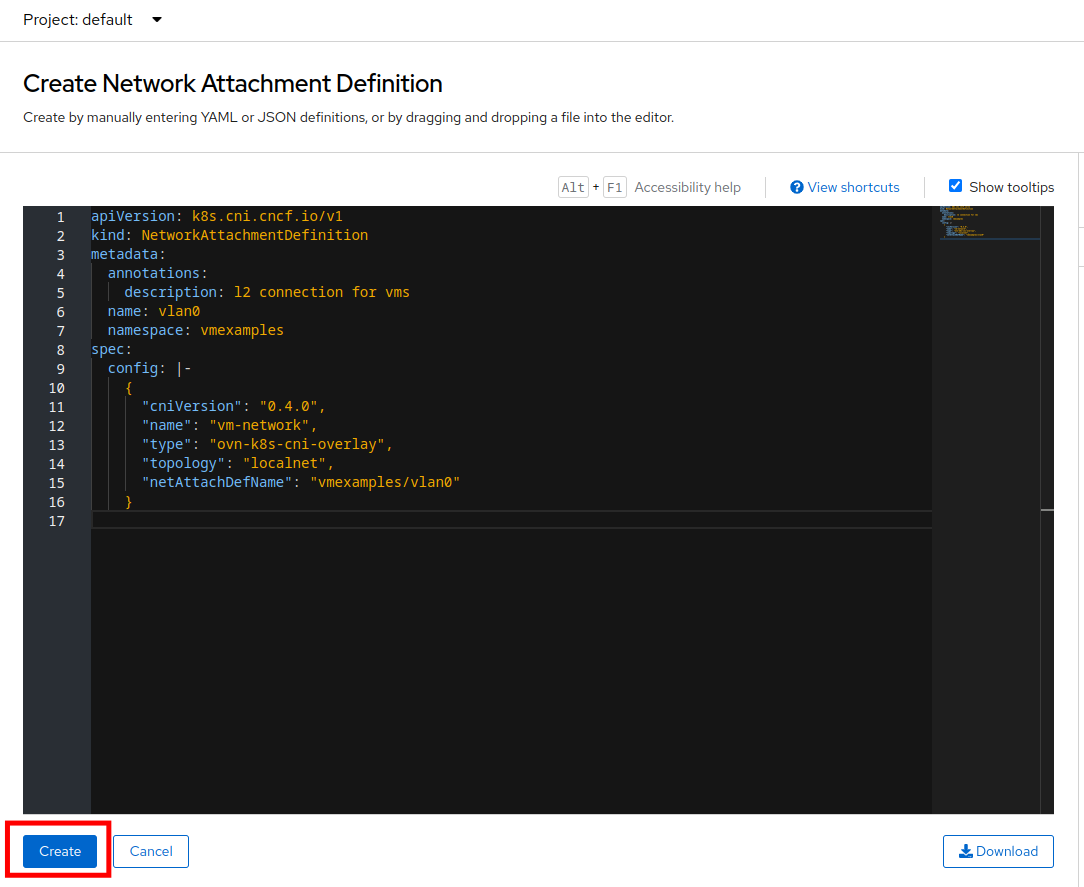 Project: default
Create Network Attachment Definition
Create by manually entering YAML or JSON definitions, or by dragging and dropping a file into the editor.
Alt + F1 Accessibility help View shortcuts Show tooltips
1 apiVersion: k8s.cni.cncf.io/v1
2 kind: NetworkAttachmentDefinition
3 metadata:
4 annotations:
5 description: l2 connection for vms
6 name: vlan0
7 namespace: vmexamples
8 spec:
9 config: |-
10 {
11 "cniVersion": "0.4.0",
12 "name": "vm-network",
13 "type": "ovn-k8s-cni-overlay",
14 "topology": "localnet",
15 "netAttachDefName": "vmexamples/vlan0"
16 }
17
Create Cancel Download